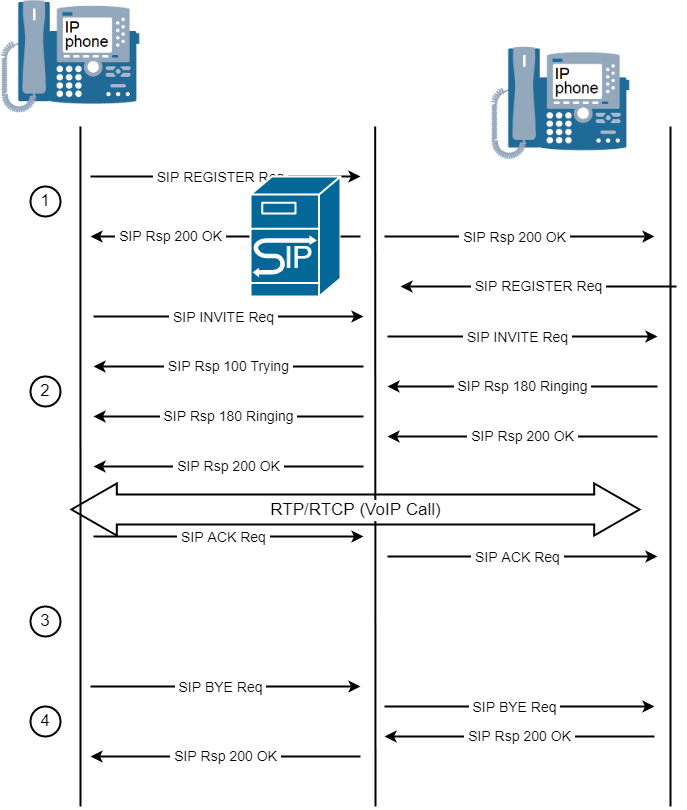 IP
phone
IP
phone
SIP REGISTER Req
1
SIP Rsp 200 OK
SIP
SIP Rsp 200 OK
SIP REGISTER Req
SIP INVITE Req
SIP INVITE Req
SIP Rsp 100 Trying
2
SIP Rsp 180 Ringing
SIP Rsp 180 Ringing
SIP Rsp 200 OK
SIP Rsp 200 OK
RTP/RTCP (VoIP Call)
SIP ACK Req
SIP ACK Req
3
SIP BYE Req
SIP BYE Req
4
SIP Rsp 200 OK
SIP Rsp 200 OK